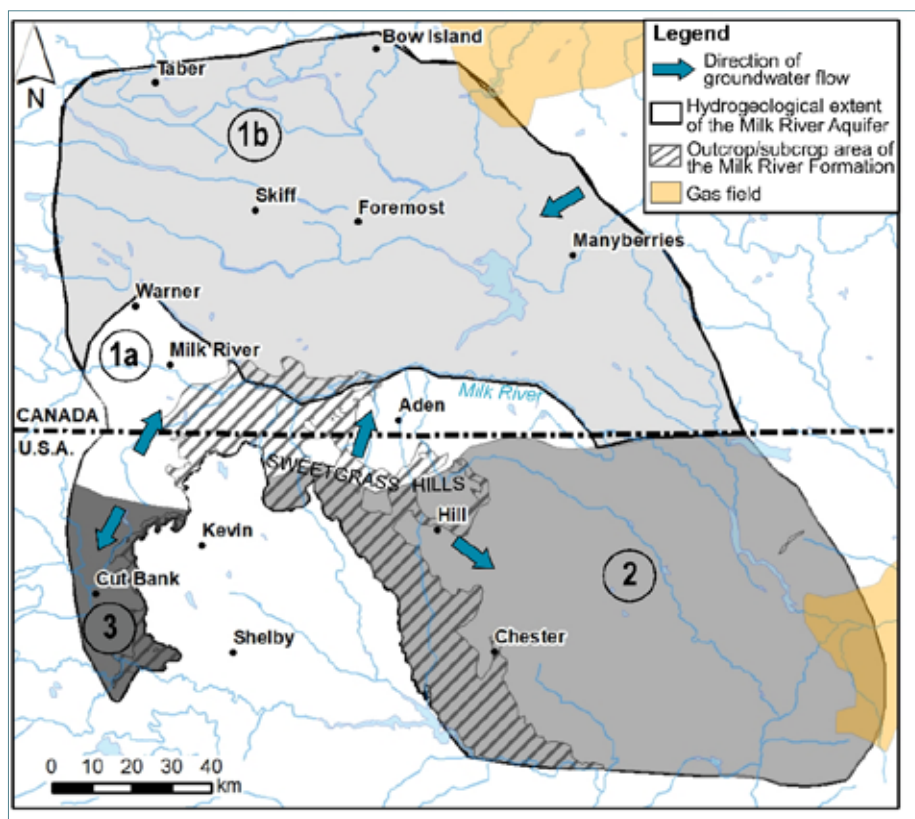 Legend
Direction of
groundwater flow
Hydrogeological extent
of the Milk River Aquifer
Outcrop/subcrop area of
the Milk River Formation
Gas field
N
Bow Island
Taber
1b
Skiff
Foremost
Manyberries
Warner
1a
Milk River
Milk River
Aden
CANADA
U.S.A.
SWEETGRASS HILLS
Hill
Kevin
Cut Bank
2
3
Shelby
Chester
0 10 20 30 40
km